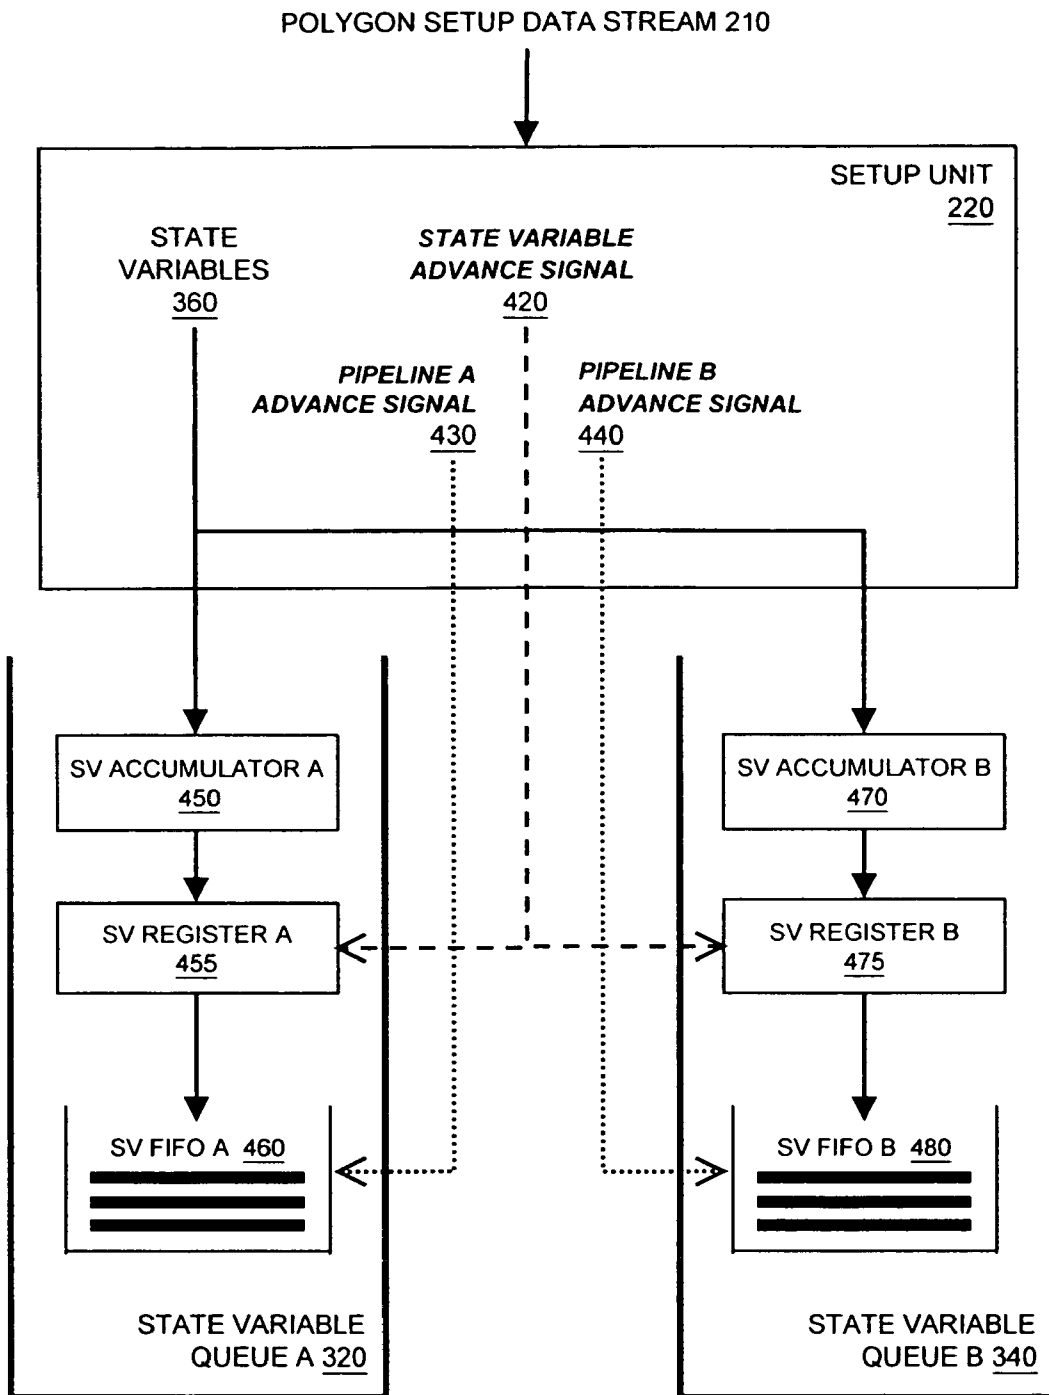 POLYGON SETUP DATA STREAM 210
SETUP UNIT
220
STATE
VARIABLES
360
STATE VARIABLE
ADVANCE SIGNAL
420
PIPELINE A
ADVANCE SIGNAL
430
PIPELINE B
ADVANCE SIGNAL
440
SV ACCUMULATOR A
450
SV ACCUMULATOR B
470
SV REGISTER A
455
SV REGISTER B
475
SV FIFO A 460
SV FIFO B 480
STATE VARIABLE
QUEUE A 320
STATE VARIABLE
QUEUE B 340